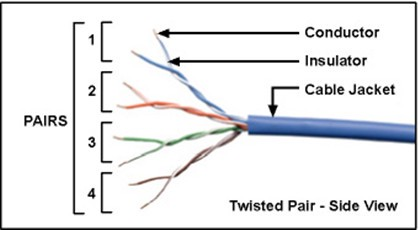 1
Conductor
Insulator
2
Cable Jacket
PAIRS
3
4
Twisted Pair - Side View